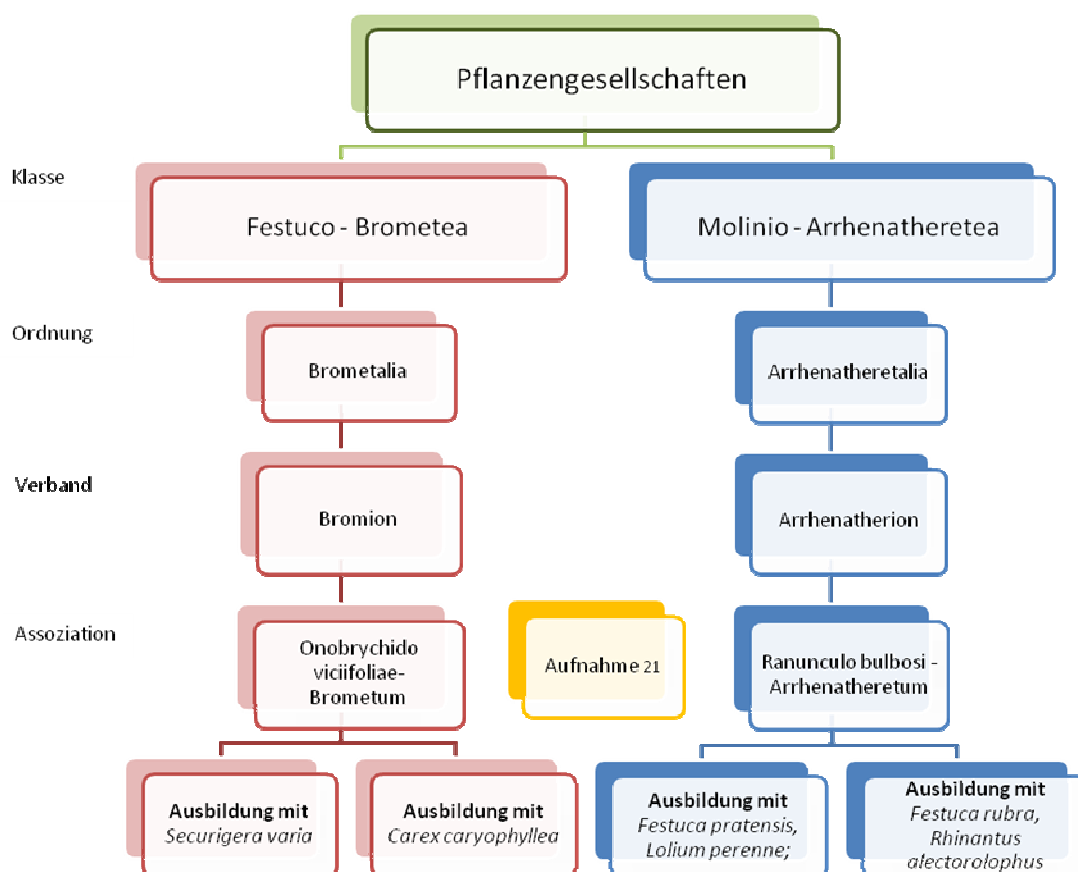 Pflanzengesellschaften
Klasse
Festuco - Brometea
Molinio - Arrhenatheretea
Ordnung
Brometalia
Arrhenatheretalia
Verband
Bromion
Arrhenatherion
Assoziation
Onobrychido
viciifoliae-
Brometum
Aufnahme 21
Ranunculo bulbosi -
Arrhenatheretum
Ausbildung mit
Securigera varia
Ausbildung mit
Carex caryophyllea
Ausbildung mit
Festuca pratensis,
Lolium perenne;
Ausbildung mit
Festuca rubra,
Rhinantus
alectorolophus